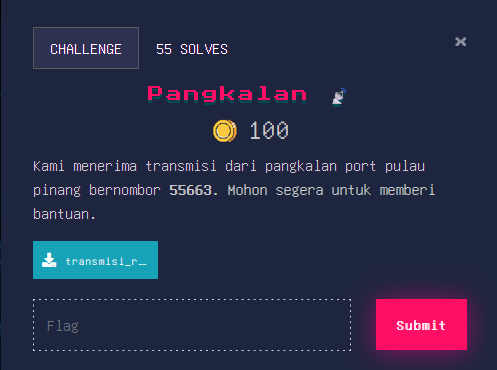 CHALLENGE 55 SOLVES ×
Pangkalan
100
Kami menerima transmisi dari pangkalan port pulau
pinang bernombor 55663. Mohon segera untuk memberi
bantuan.
transmisi_r…
Flag
Submit